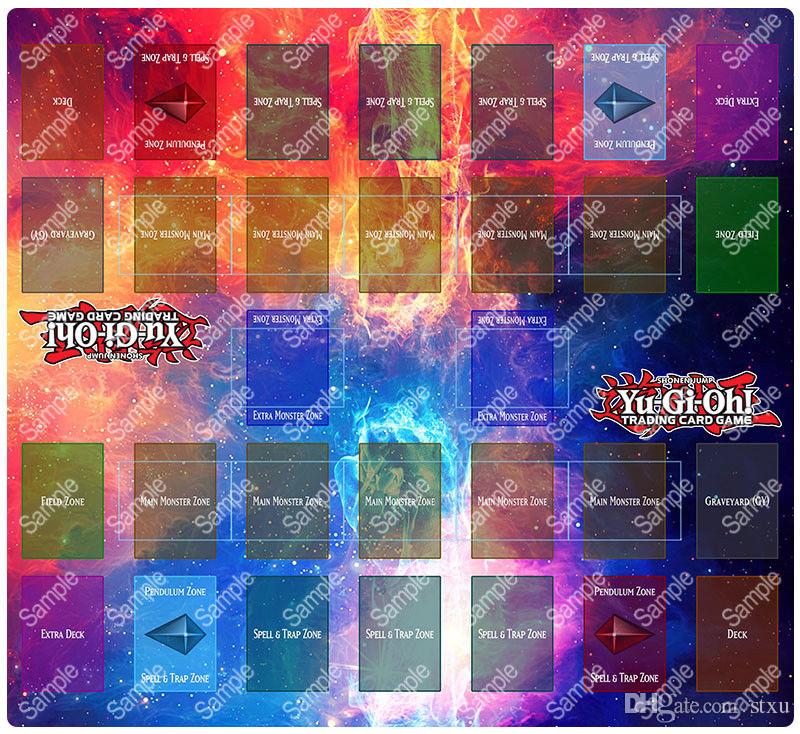 Deck
Spell & Trap Zone
Pendulum Zone
Spell & Trap Zone
Spell & Trap Zone
Spell & Trap Zone
Spell & Trap Zone
Pendulum Zone
Extra Deck
Graveyard (GY)
Main Monster Zone
Main Monster Zone
Main Monster Zone
Main Monster Zone
Main Monster Zone
Field Zone
SHONEN JUMP
Yu-Gi-Oh!
TRADING CARD GAME
Extra Monster Zone
Extra Monster Zone
Extra Monster Zone
Extra Monster Zone
SHONEN JUMP
Yu-Gi-Oh!
TRADING CARD GAME
Field Zone
Main Monster Zone
Main Monster Zone
Main Monster Zone
Main Monster Zone
Main Monster Zone
Graveyard (GY)
Extra Deck
Pendulum Zone
Spell & Trap Zone
Spell & Trap Zone
Spell & Trap Zone
Spell & Trap Zone
Pendulum Zone
Spell & Trap Zone
Deck
Sample
DHgate.com/stxu